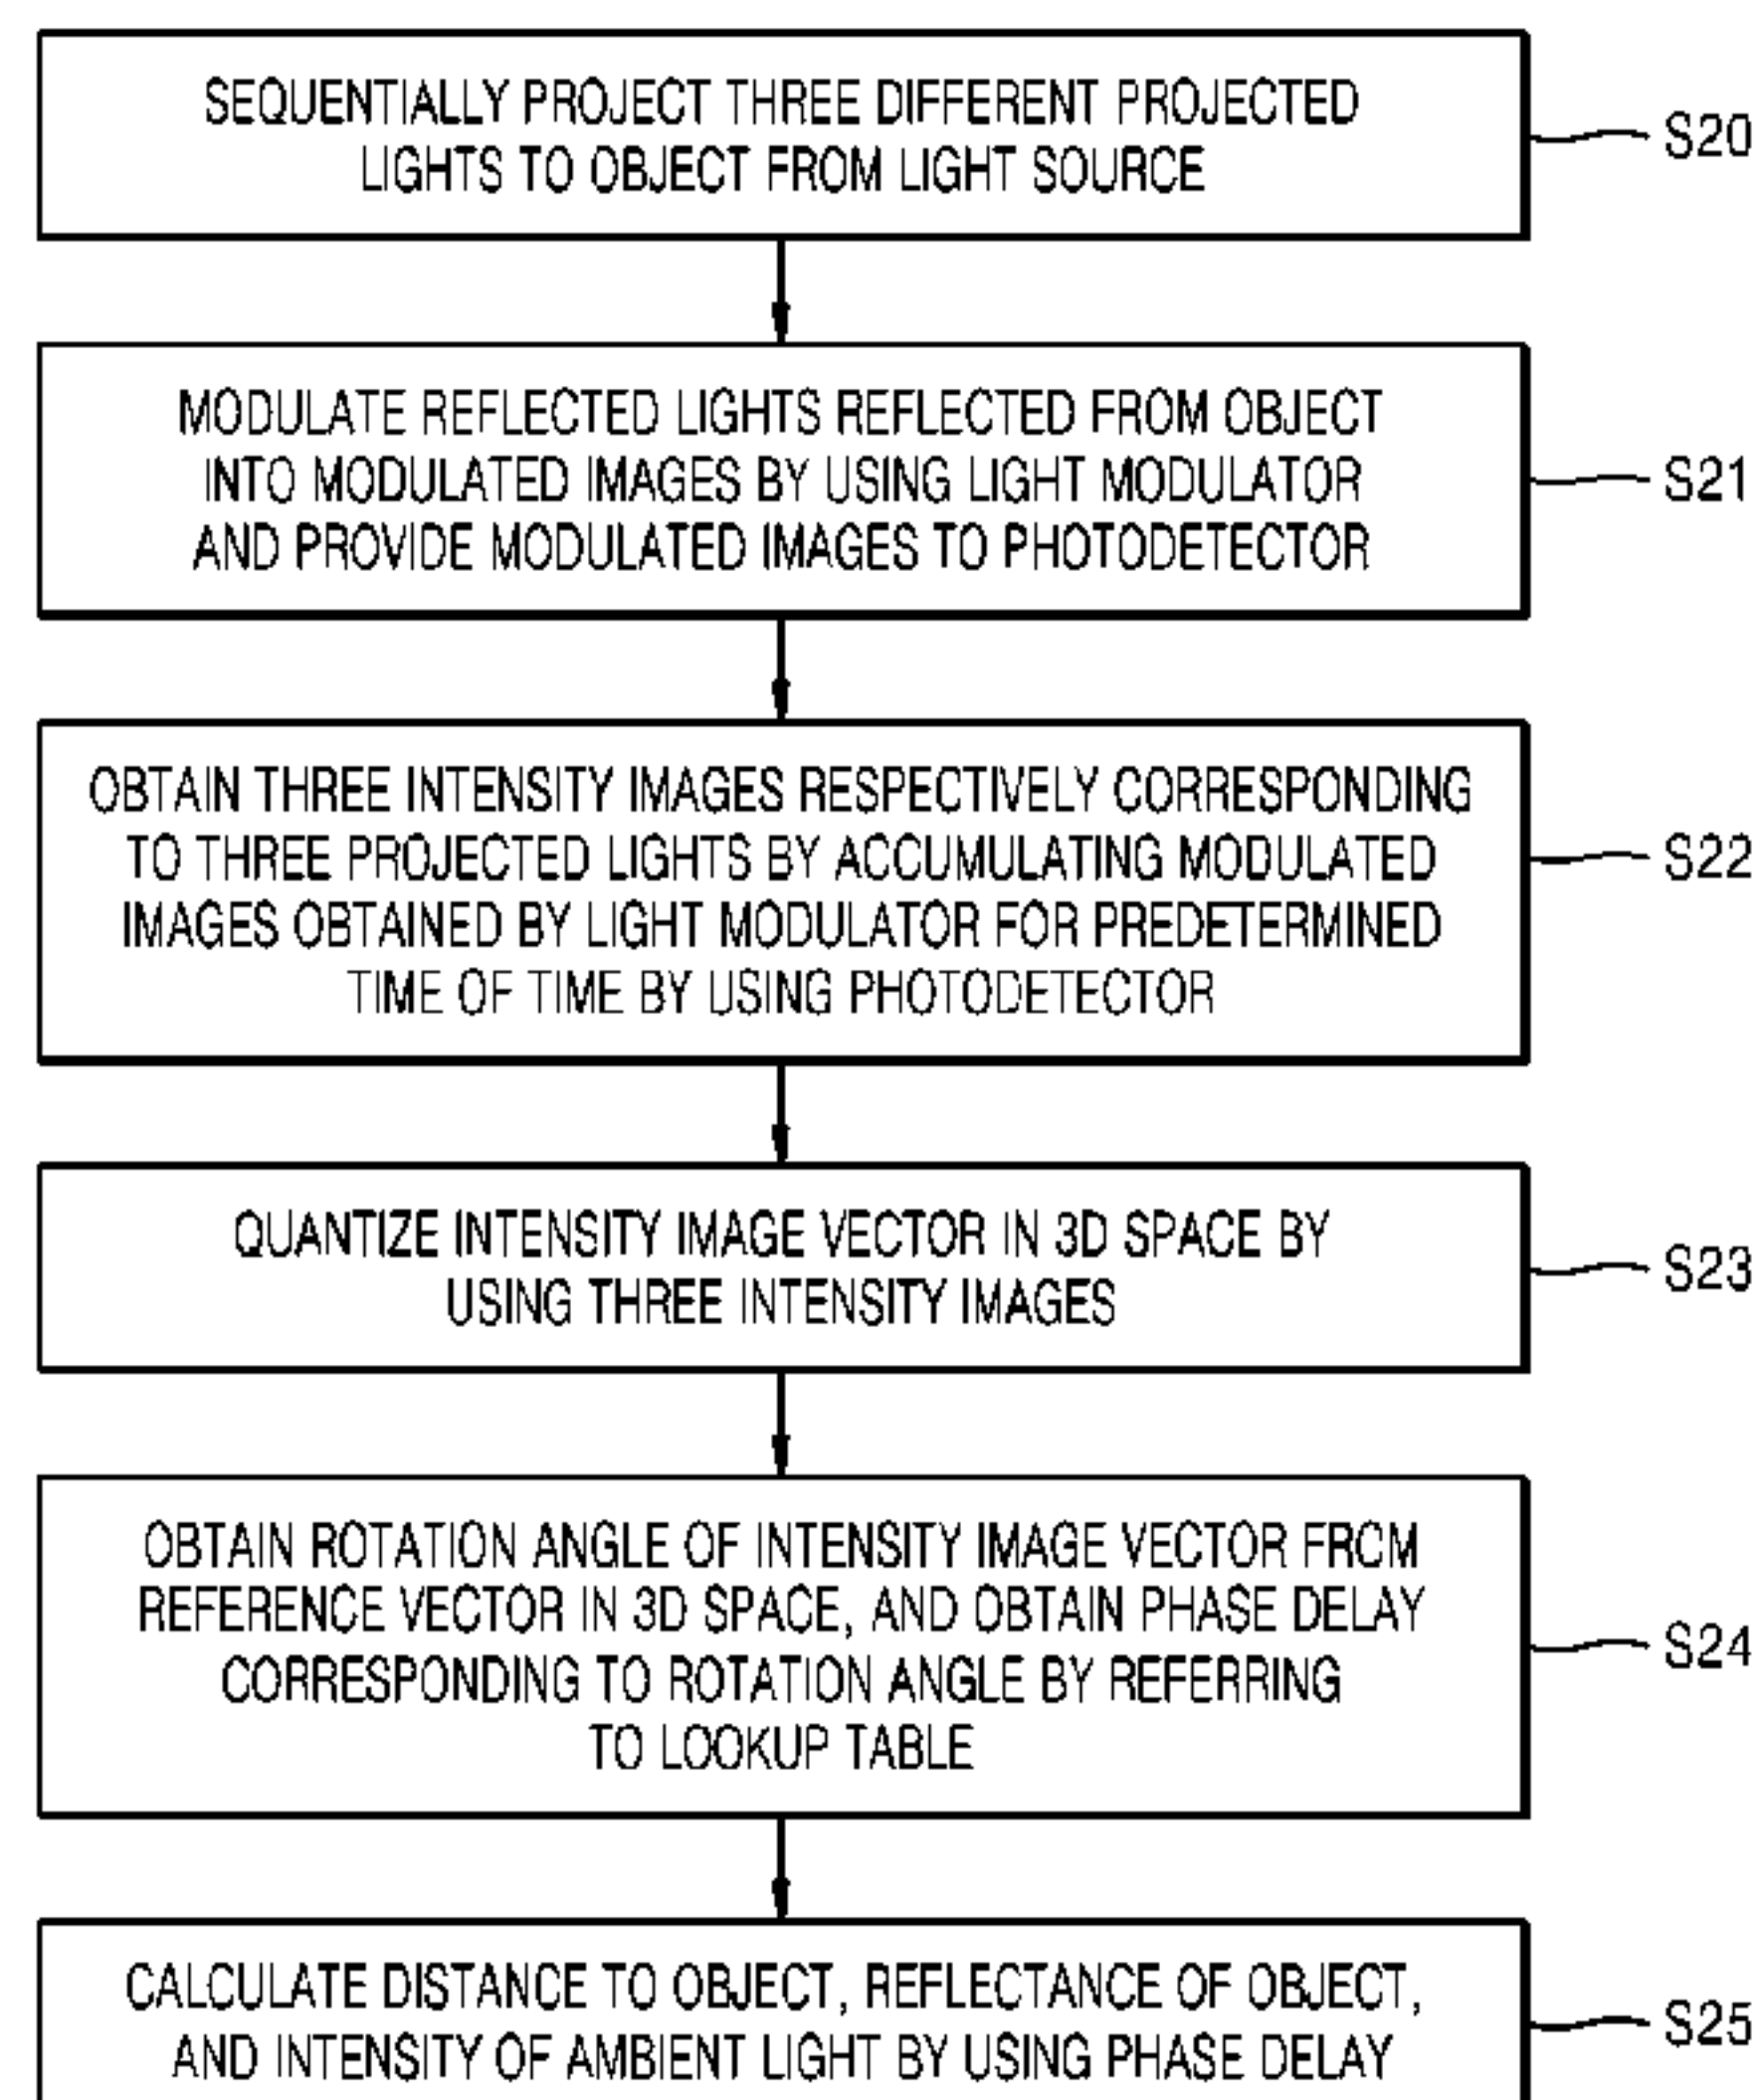 SEQUENTIALLY PROJECT THREE DIFFERENT PROJECTED
LIGHTS TO OBJECT FROM LIGHT SOURCE
S20
MODULATE REFLECTED LIGHTS REFLECTED FROM OBJECT
INTO MODULATED IMAGES BY USING LIGHT MODULATOR
AND PROVIDE MODULATED IMAGES TO PHOTODETECTOR
S21
OBTAIN THREE INTENSITY IMAGES RESPECTIVELY CORRESPONDING
TO THREE PROJECTED LIGHTS BY ACCUMULATING MODULATED
IMAGES OBTAINED BY LIGHT MODULATOR FOR PREDETERMINED
TIME OF TIME BY USING PHOTODETECTOR
S22
QUANTIZE INTENSITY IMAGE VECTOR IN 3D SPACE BY
USING THREE INTENSITY IMAGES
S23
OBTAIN ROTATION ANGLE OF INTENSITY IMAGE VECTOR FROM
REFERENCE VECTOR IN 3D SPACE, AND OBTAIN PHASE DELAY
CORRESPONDING TO ROTATION ANGLE BY REFERRING
TO LOOKUP TABLE
S24
CALCULATE DISTANCE TO OBJECT, REFLECTANCE OF OBJECT,
AND INTENSITY OF AMBIENT LIGHT BY USING PHASE DELAY
S25